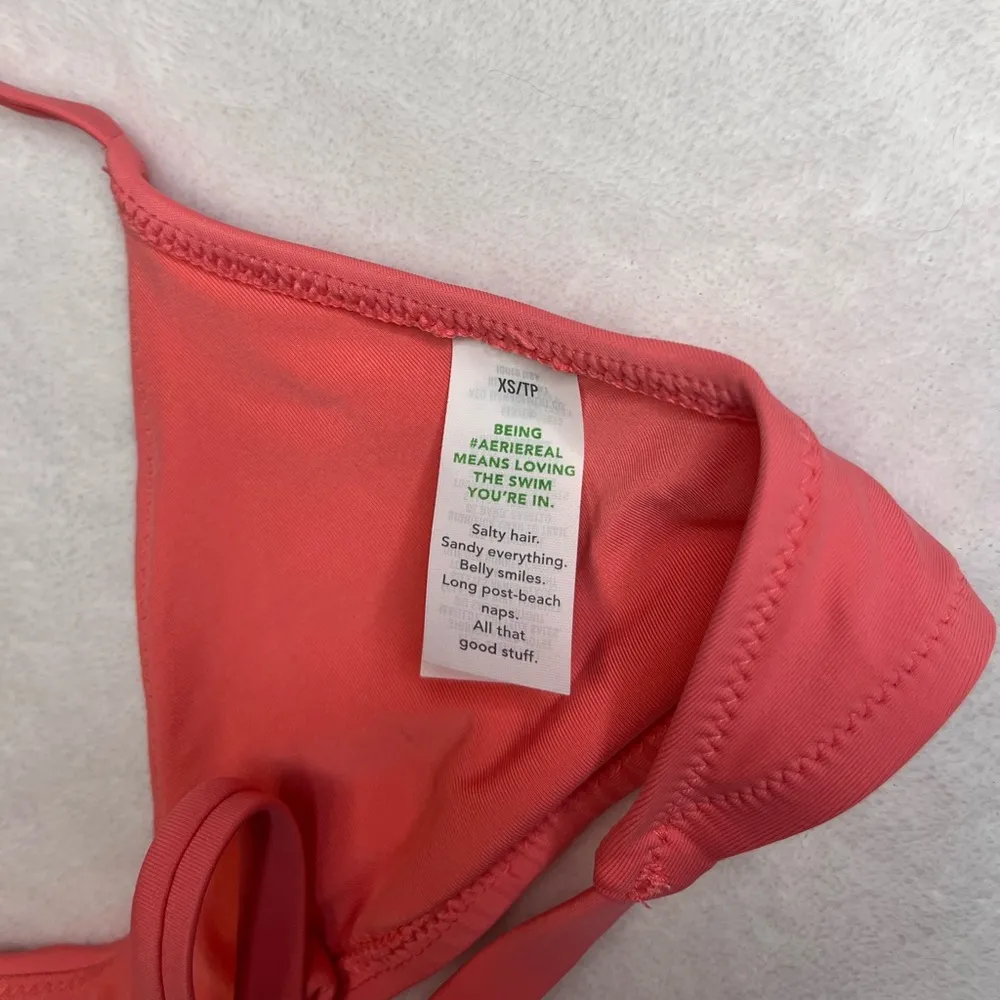 XS/TP
BEING
#AERIEREAL
MEANS LOVING
THE SWIM
YOU'RE IN.
Salty hair.
Sandy everything.
Belly smiles.
Long post-beach
naps.
All that
good stuff.